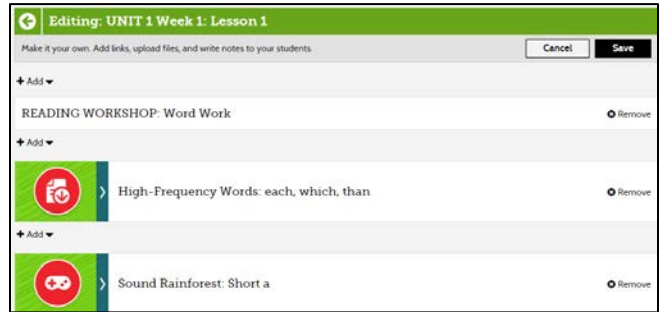 Editing: UNIT 1 Week 1: Lesson 1
Make it your own. Add links, upload files, and write notes to your students.
Cancel
Save
+ Add
READING WORKSHOP: Word Work
Remove
+ Add
High-Frequency Words: each, which, than
Remove
+ Add
Sound Rainforest: Short a
Remove